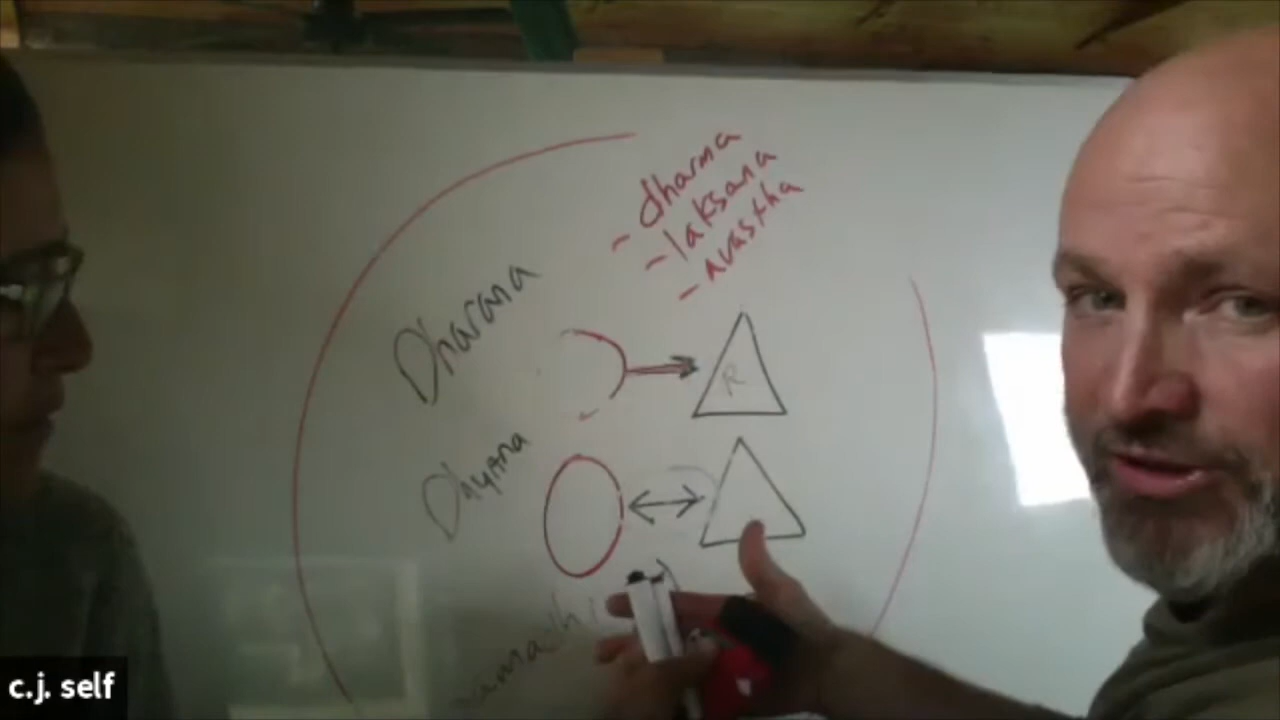 - dharma
- laksana
- avastha
Dharana
R
Dhyana
c.j. self